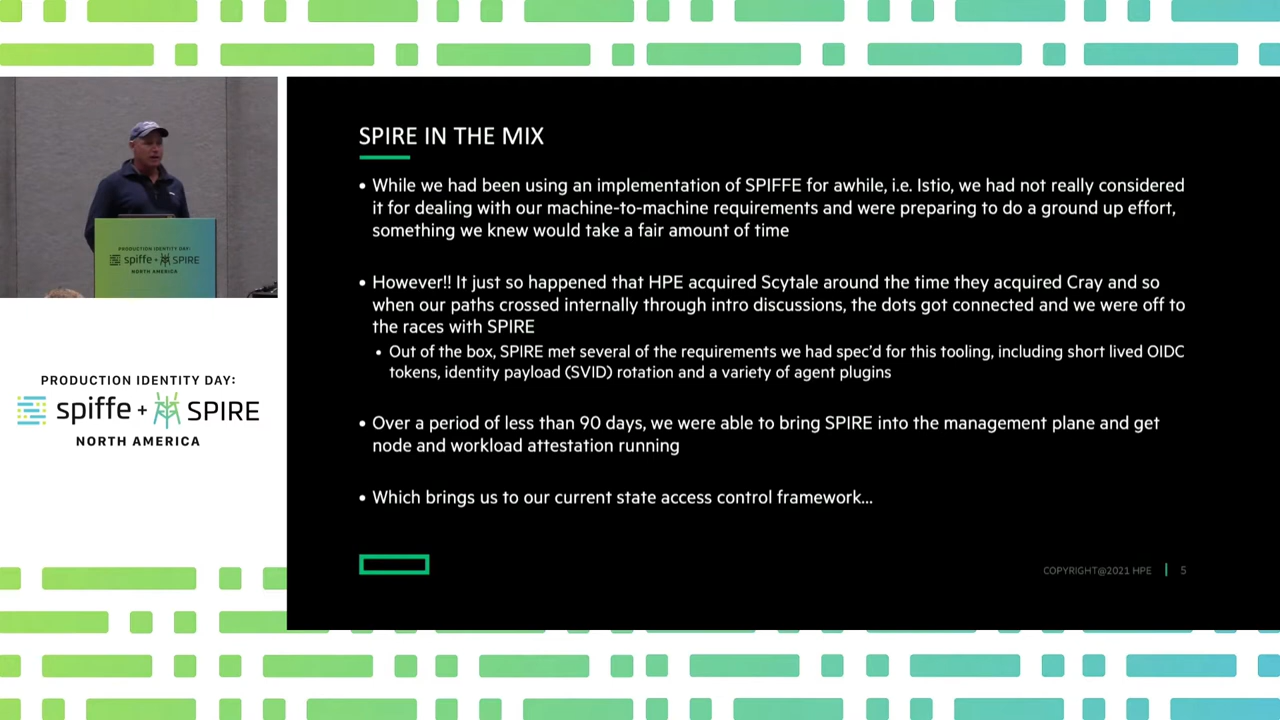 SPIRE IN THE MIX
• While we had been using an implementation of SPIFFE for awhile, i.e. Istio, we had not really considered
it for dealing with our machine-to-machine requirements and were preparing to do a ground up effort,
something we knew would take a fair amount of time
• However!! It just so happened that HPE acquired Scytale around the time they acquired Cray and so
when our paths crossed internally through intro discussions, the dots got connected and we were off to
the races with SPIRE
• Out of the box, SPIRE met several of the requirements we had spec'd for this tooling, including short lived OIDC
tokens, identity payload (SVID) rotation and a variety of agent plugins
• Over a period of less than 90 days, we were able to bring SPIRE into the management plane and get
node and workload attestation running
• Which brings us to our current state access control framework...
COPYRIGHT@2021 HPE | 5
PRODUCTION IDENTITY DAY:
spiffe + SPIRE
NORTH AMERICA
PRODUCTION IDENTITY DAY:
spiffe + SPIRE
NORTH AMERICA